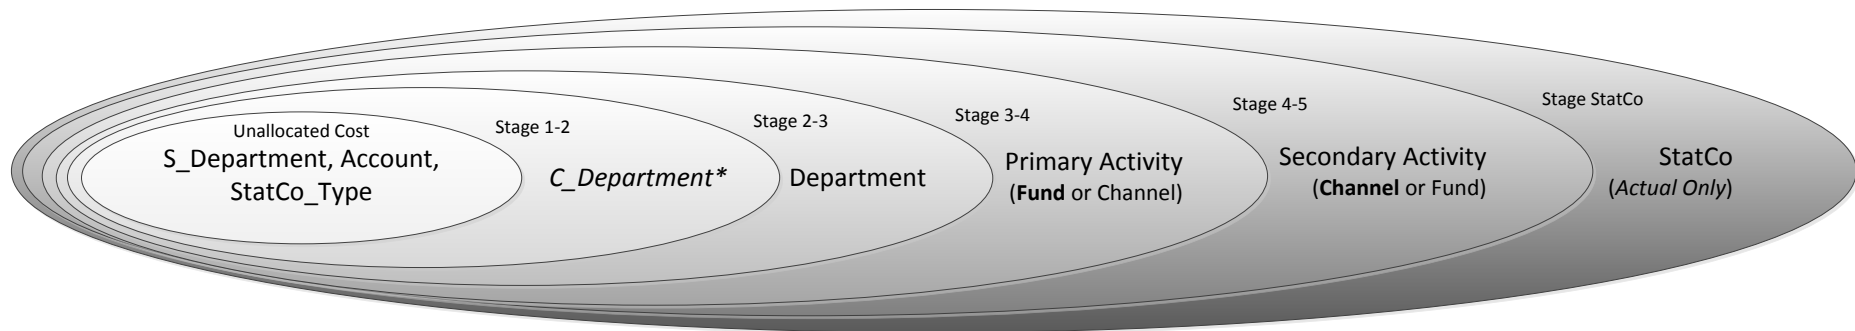 Unallocated Cost
S_Department, Account,
StatCo_Type
Stage 1-2
C_Department*
Stage 2-3
Department
Stage 3-4
Primary Activity
(Fund or Channel)
Stage 4-5
Secondary Activity
(Channel or Fund)
Stage StatCo
StatCo
(Actual Only)